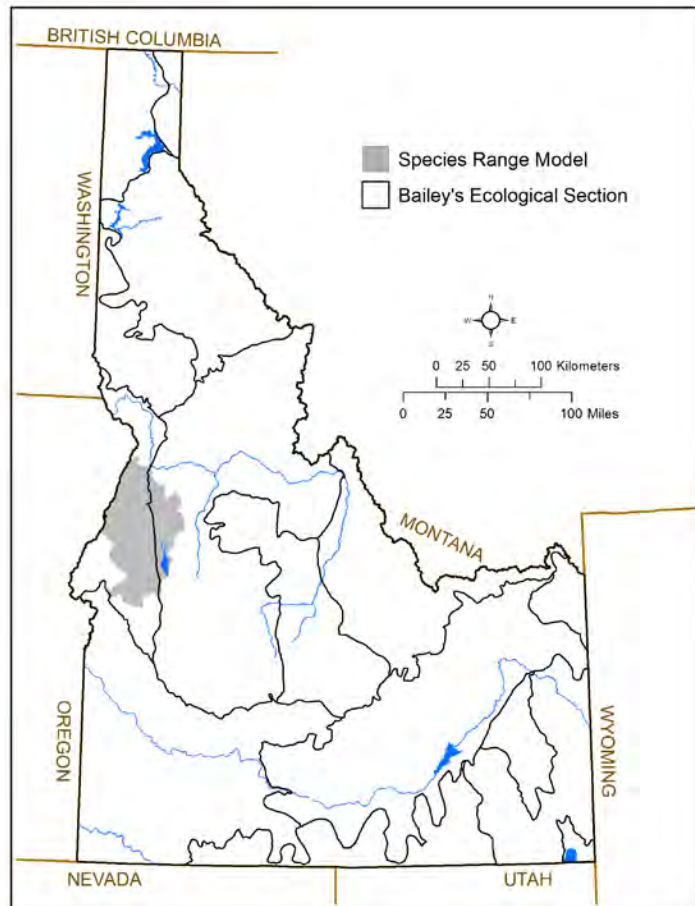 BRITISH COLUMBIA
WASHINGTON
Species Range Model
Bailey's Ecological Section
N
W E
S
0 25 50 100 Kilometers
0 25 50 100 Miles
MONTANA
OREGON
WYOMING
NEVADA
UTAH